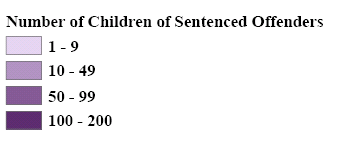 Number of Children of Sentenced Offenders
1 - 9
10 - 49
50 - 99
100 - 200